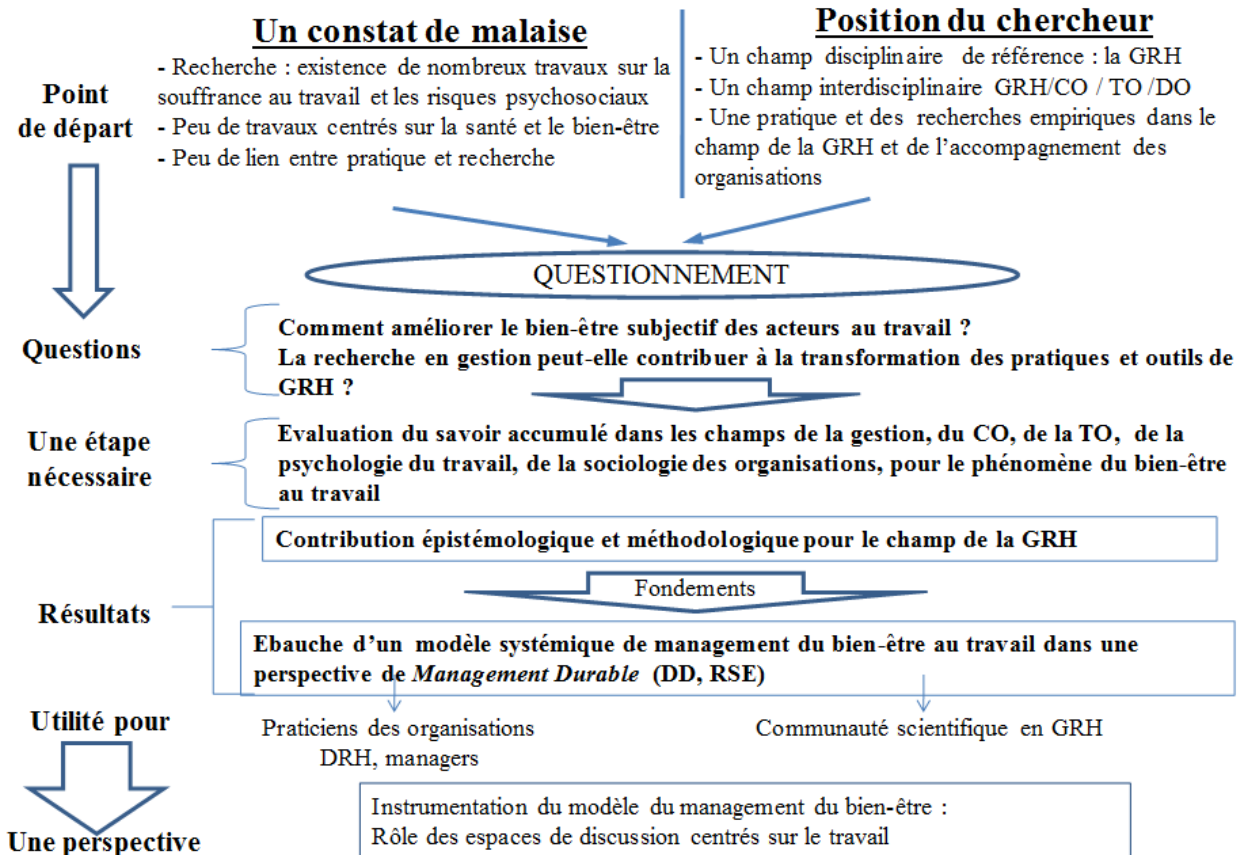 Un constat de malaise
- Recherche : existence de nombreux travaux sur la
souffrance au travail et les risques psychosociaux
- Peu de travaux centrés sur la santé et le bien-être
- Peu de lien entre pratique et recherche
Position du chercheur
- Un champ disciplinaire de référence : la GRH
- Un champ interdisciplinaire GRH/CO / TO /DO
- Une pratique et des recherches empiriques dans le
champ de la GRH et de l’accompagnement des
organisations
Point
de départ
QUESTIONNEMENT
Questions
Comment améliorer le bien-être subjectif des acteurs au travail ?
La recherche en gestion peut-elle contribuer à la transformation des pratiques et outils de
GRH ?
Une étape
nécessaire
Evaluation du savoir accumulé dans les champs de la gestion, du CO, de la TO, de la
psychologie du travail, de la sociologie des organisations, pour le phénomène du bien-être
au travail
Résultats
Contribution épistémologique et méthodologique pour le champ de la GRH
Fondements
Ebauche d’un modèle systémique de management du bien-être au travail dans une
perspective de Management Durable (DD, RSE)
Utilité pour
Praticiens des organisations
DRH, managers
Communauté scientifique en GRH
Une perspective
Instrumentation du modèle du management du bien-être :
Rôle des espaces de discussion centrés sur le travail